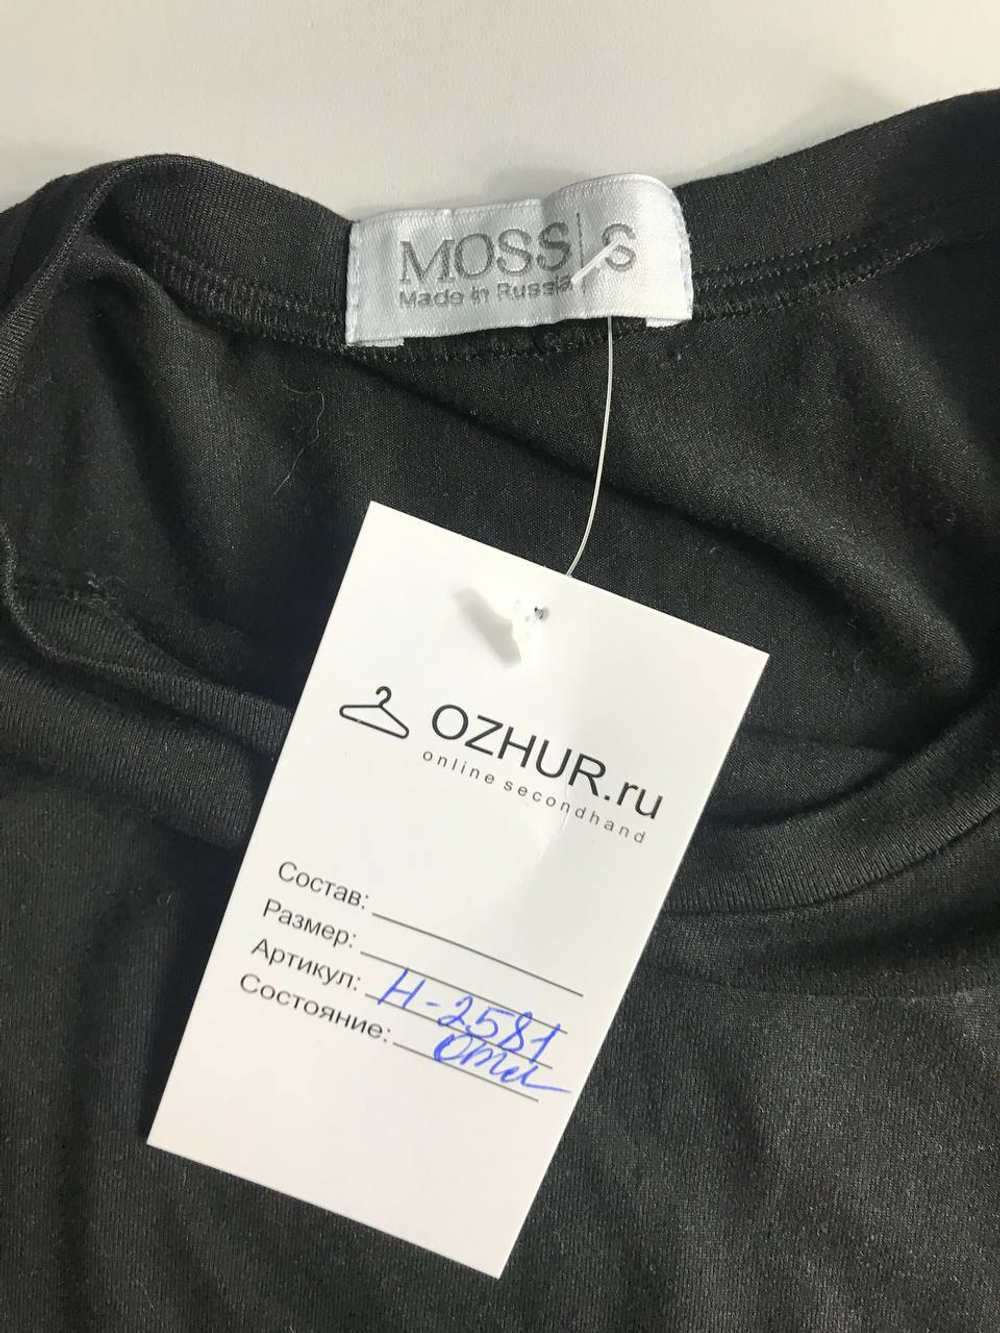 MOSS S
Made in Russia
OZHUR.ru
online secondhand
Состав:
Размер:
Артикул: Н-2581
Состояние: Отл